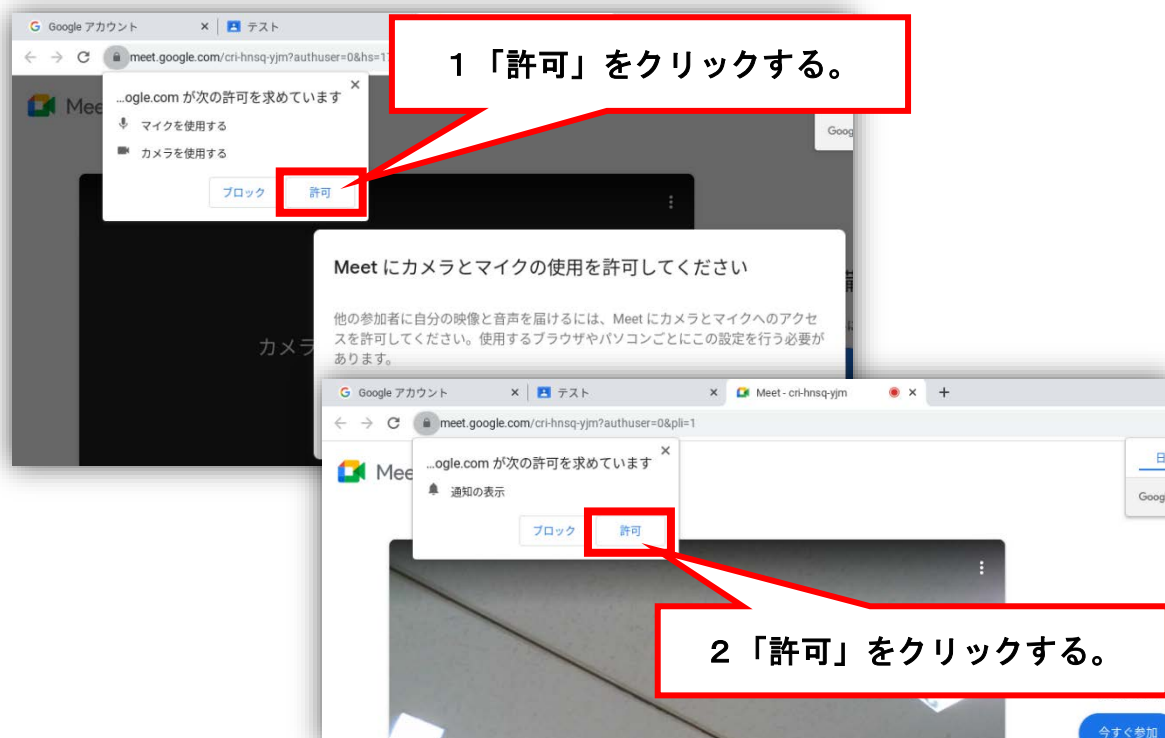 Google アカウント
テスト
meet.google.com/cri-hnsq-yjm?authuser=0&hs=17
１「許可」をクリックする。
Mee
...ogle.com が次の許可を求めています
マイクを使用する
カメラを使用する
ブロック
許可
Goog
Meet にカメラとマイクの使用を許可してください
他の参加者に自分の映像と音声を届けるには、Meet にカメラとマイクへのアクセ
スを許可してください。使用するブラウザやパソコンごとにこの設定を行う必要が
あります。
カメラ
Google アカウント
テスト
Meet - cri-hnsq-yjm
meet.google.com/cri-hnsq-yjm?authuser=0&pli=1
Mee
...ogle.com が次の許可を求めています
通知の表示
ブロック
許可
日
Goog
２「許可」をクリックする。
今すぐ参加